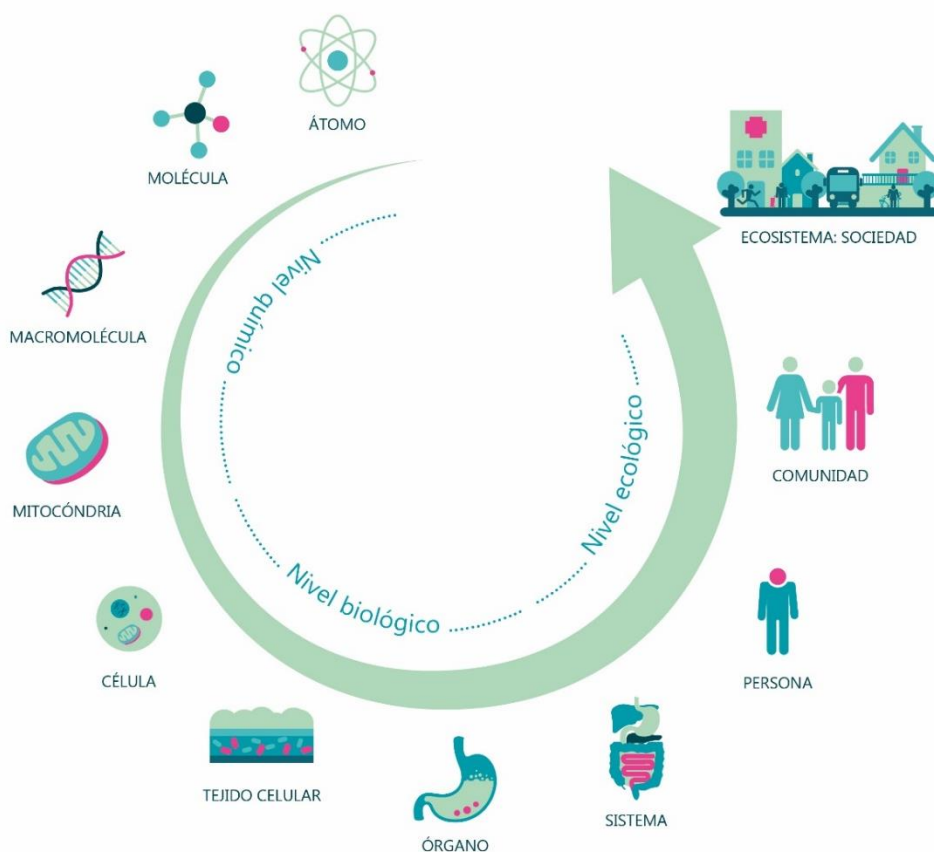 ÁTOMO
MOLÉCULA
MACROMOLÉCULA
MITOCÓNDRIA
CÉLULA
TEJIDO CELULAR
ÓRGANO
SISTEMA
PERSONA
COMUNIDAD
ECOSISTEMA: SOCIEDAD
Nivel químico
Nivel biológico
Nivel ecológico